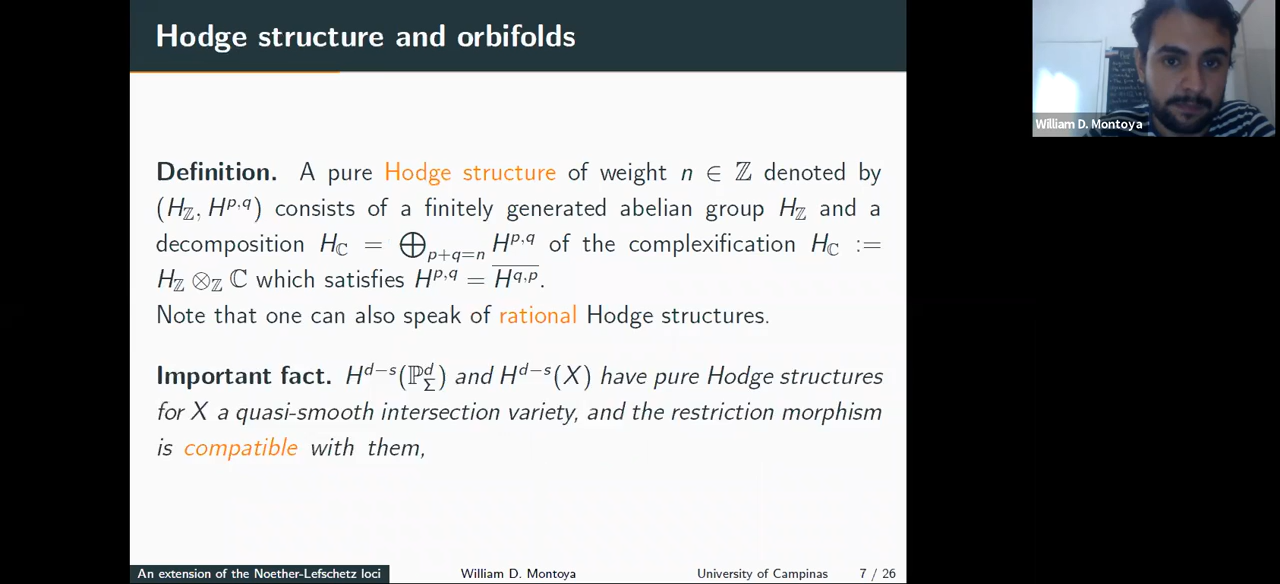 Hodge structure and orbifolds
Definition. A pure Hodge structure of weight n ∈ ℤ denoted by
(H_ℤ, H^{p,q}) consists of a finitely generated abelian group H_ℤ and a
decomposition H_ℂ = ⊕_{p+q=n} H^{p,q} of the complexification H_ℂ :=
H_ℤ ⊗_ℤ ℂ which satisfies H^{p,q} = \overline{H^{q,p}}.
Note that one can also speak of rational Hodge structures.
Important fact. H^{d−s}(ℙ^d_Σ) and H^{d−s}(X) have pure Hodge structures
for X a quasi-smooth intersection variety, and the restriction morphism
is compatible with them,
An extension of the Noether-Lefschetz loci
William D. Montoya
University of Campinas
7 / 26
William D. Montoya